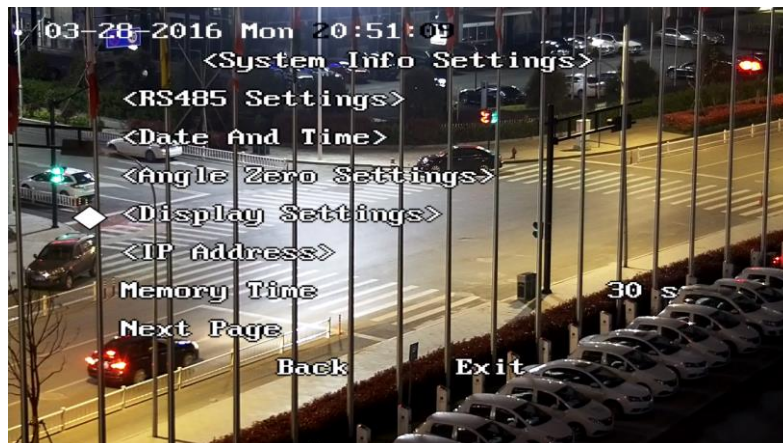 03-28-2016 Mon 20:51:09
<System Info Settings>
<RS485 Settings>
<Date And Time>
<Angle Zero Settings>
<Display Settings>
<IP Address>
Memory Time 30 s
Next Page
Back Exit